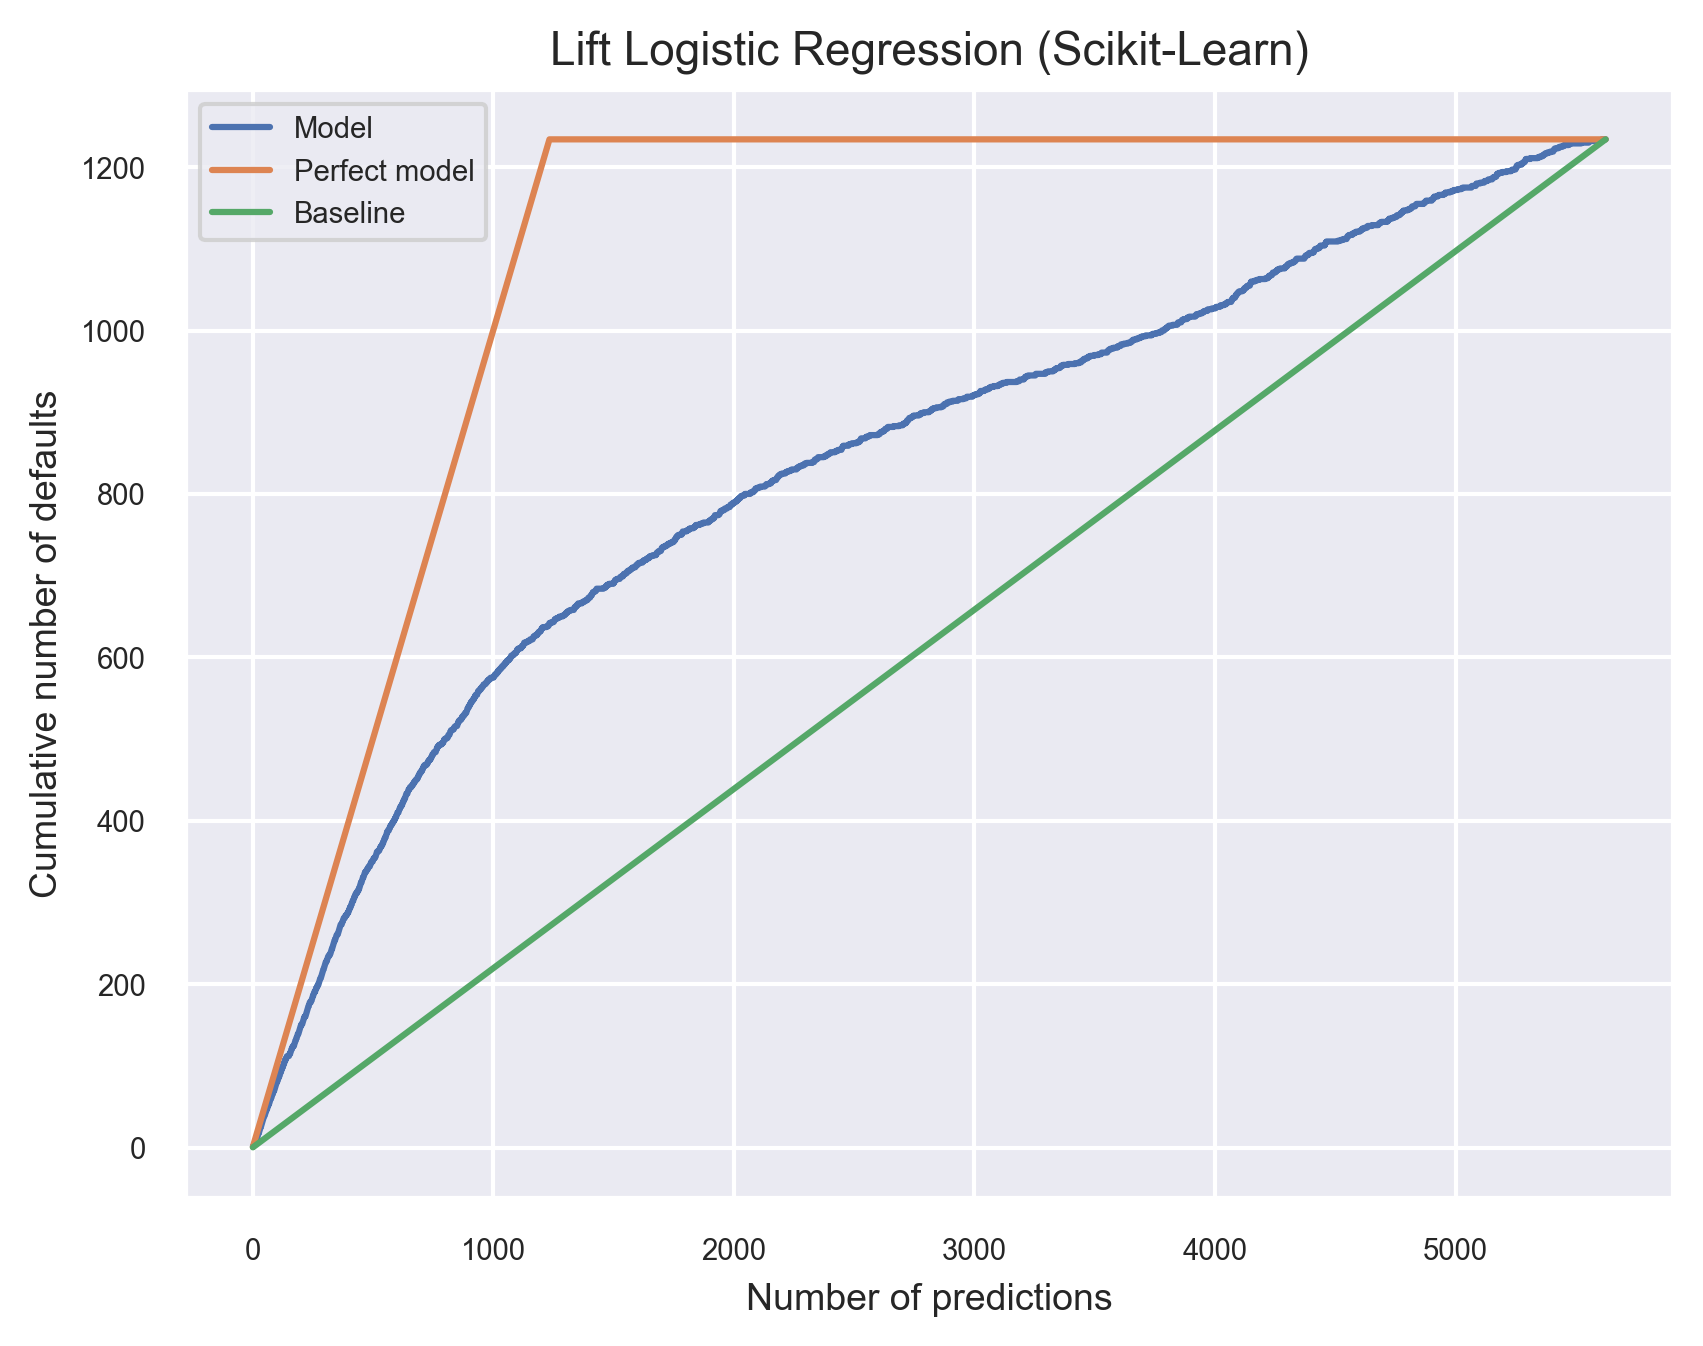 Lift Logistic Regression (Scikit-Learn)
Model
Perfect model
Baseline
1200
1000
800
600
400
200
0
Cumulative number of defaults
0 1000 2000 3000 4000 5000
Number of predictions